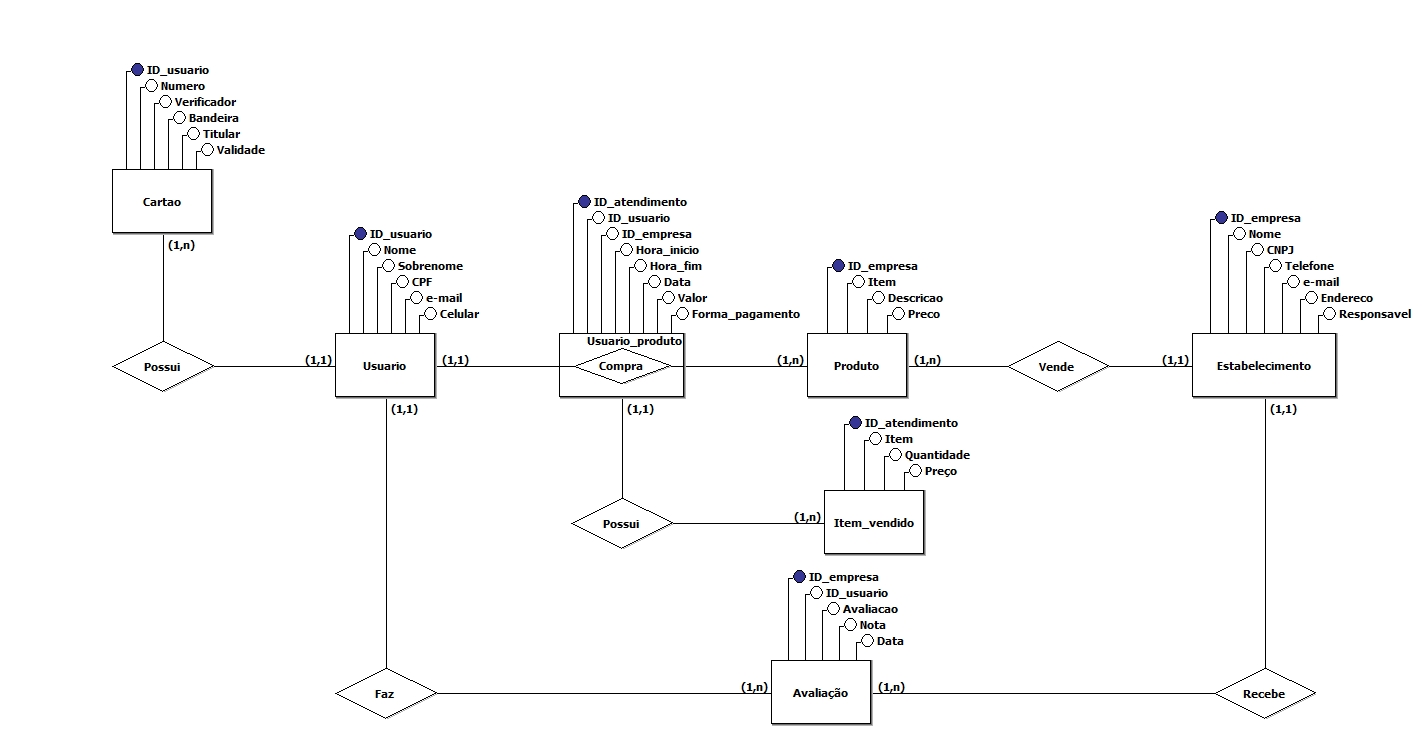 ID_usuario
Numero
Verificador
Bandeira
Titular
Validade
Cartao
(1,n)
Possui
(1,1)
ID_usuario
Nome
Sobrenome
CPF
e-mail
Celular
Usuario
(1,1)
(1,1)
ID_atendimento
ID_usuario
ID_empresa
Hora_inicio
Hora_fim
Data
Valor
Forma_pagamento
Usuario_produto
Compra
(1,1)
(1,n)
ID_empresa
Item
Descricao
Preco
Produto
(1,n)
Vende
(1,1)
ID_empresa
Nome
CNPJ
Telefone
e-mail
Endereco
Responsavel
Estabelecimento
(1,1)
Possui
(1,n)
ID_atendimento
Item
Quantidade
Preço
Item_vendido
Faz
(1,n)
ID_empresa
ID_usuario
Avaliacao
Nota
Data
Avaliação
(1,n)
Recebe